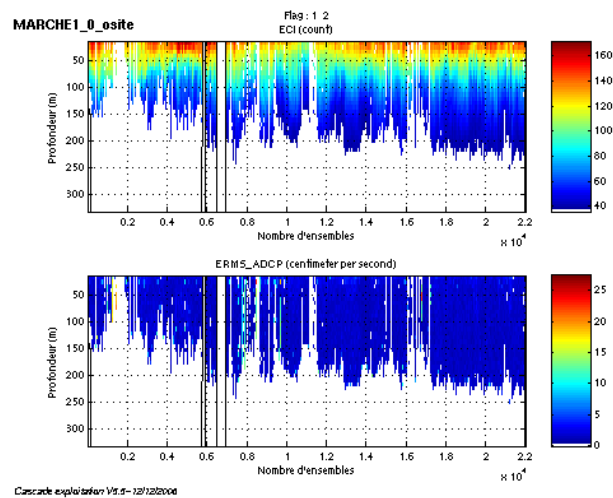 MARCHE1_0_osite
Flag : 1 2
ECI (count)
50
100
150
200
250
300
Profondeur (m)
0.2 0.4 0.6 0.8 1 1.2 1.4 1.6 1.8 2 2.2
Nombre d'ensembles
x 10^4
160
140
120
100
80
60
40
ERMS_ADCP (centimeter per second)
50
100
150
200
250
300
Profondeur (m)
0.2 0.4 0.6 0.8 1 1.2 1.4 1.6 1.8 2 2.2
Nombre d'ensembles
x 10^4
25
20
15
10
5
0
Cascade exploitation V5.5 - 12/12/2006